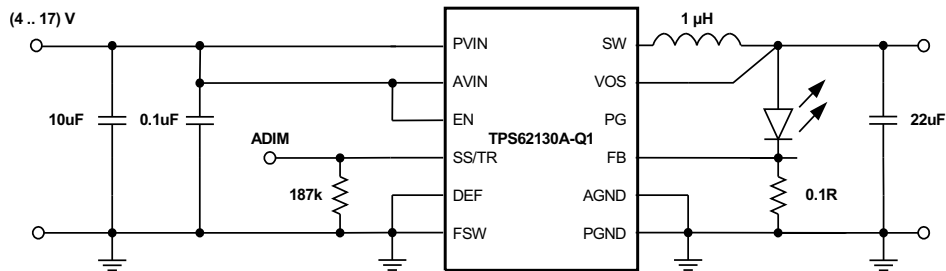 (4 .. 17) V
1 µH
PVIN
SW
AVIN
VOS
10uF
0.1uF
EN
PG
22uF
ADIM
TPS62130A-Q1
SS/TR
FB
187k
DEF
AGND
0.1R
FSW
PGND